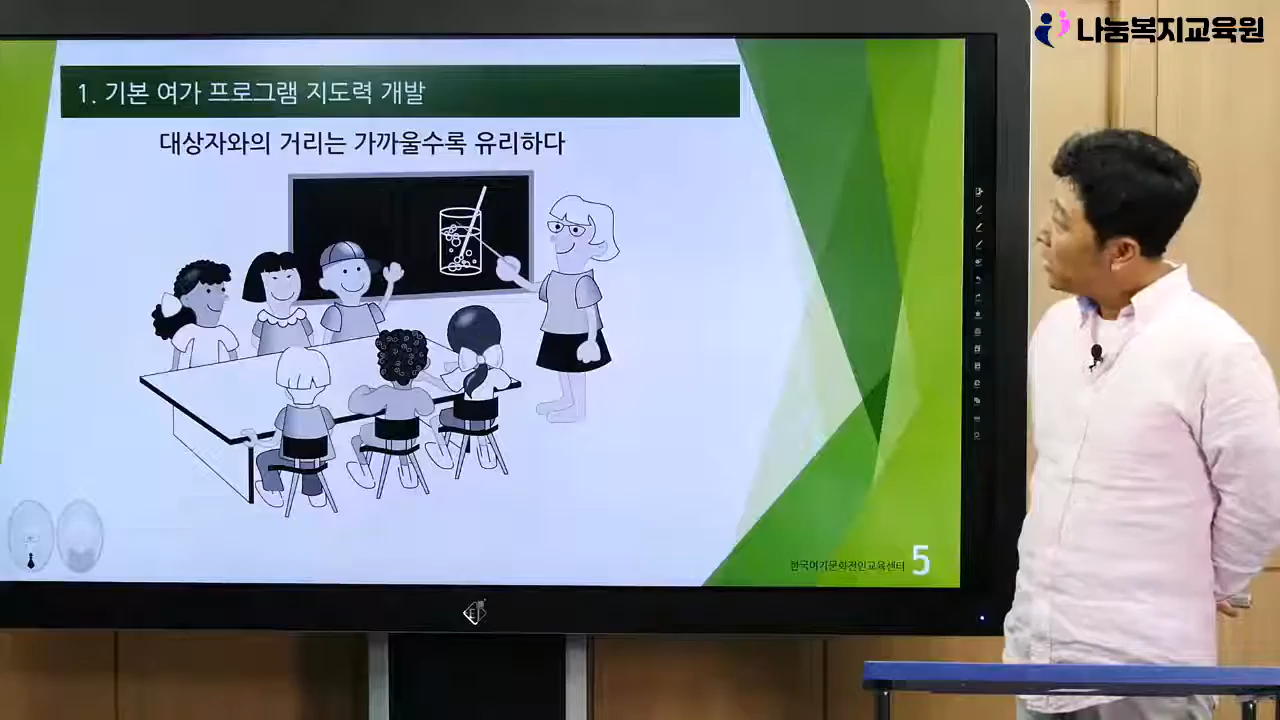 나눔복지교육원
1. 기본 여가 프로그램 지도력 개발
대상자와의 거리는 가까울수록 유리하다
한국여가문화전인교육센터
5